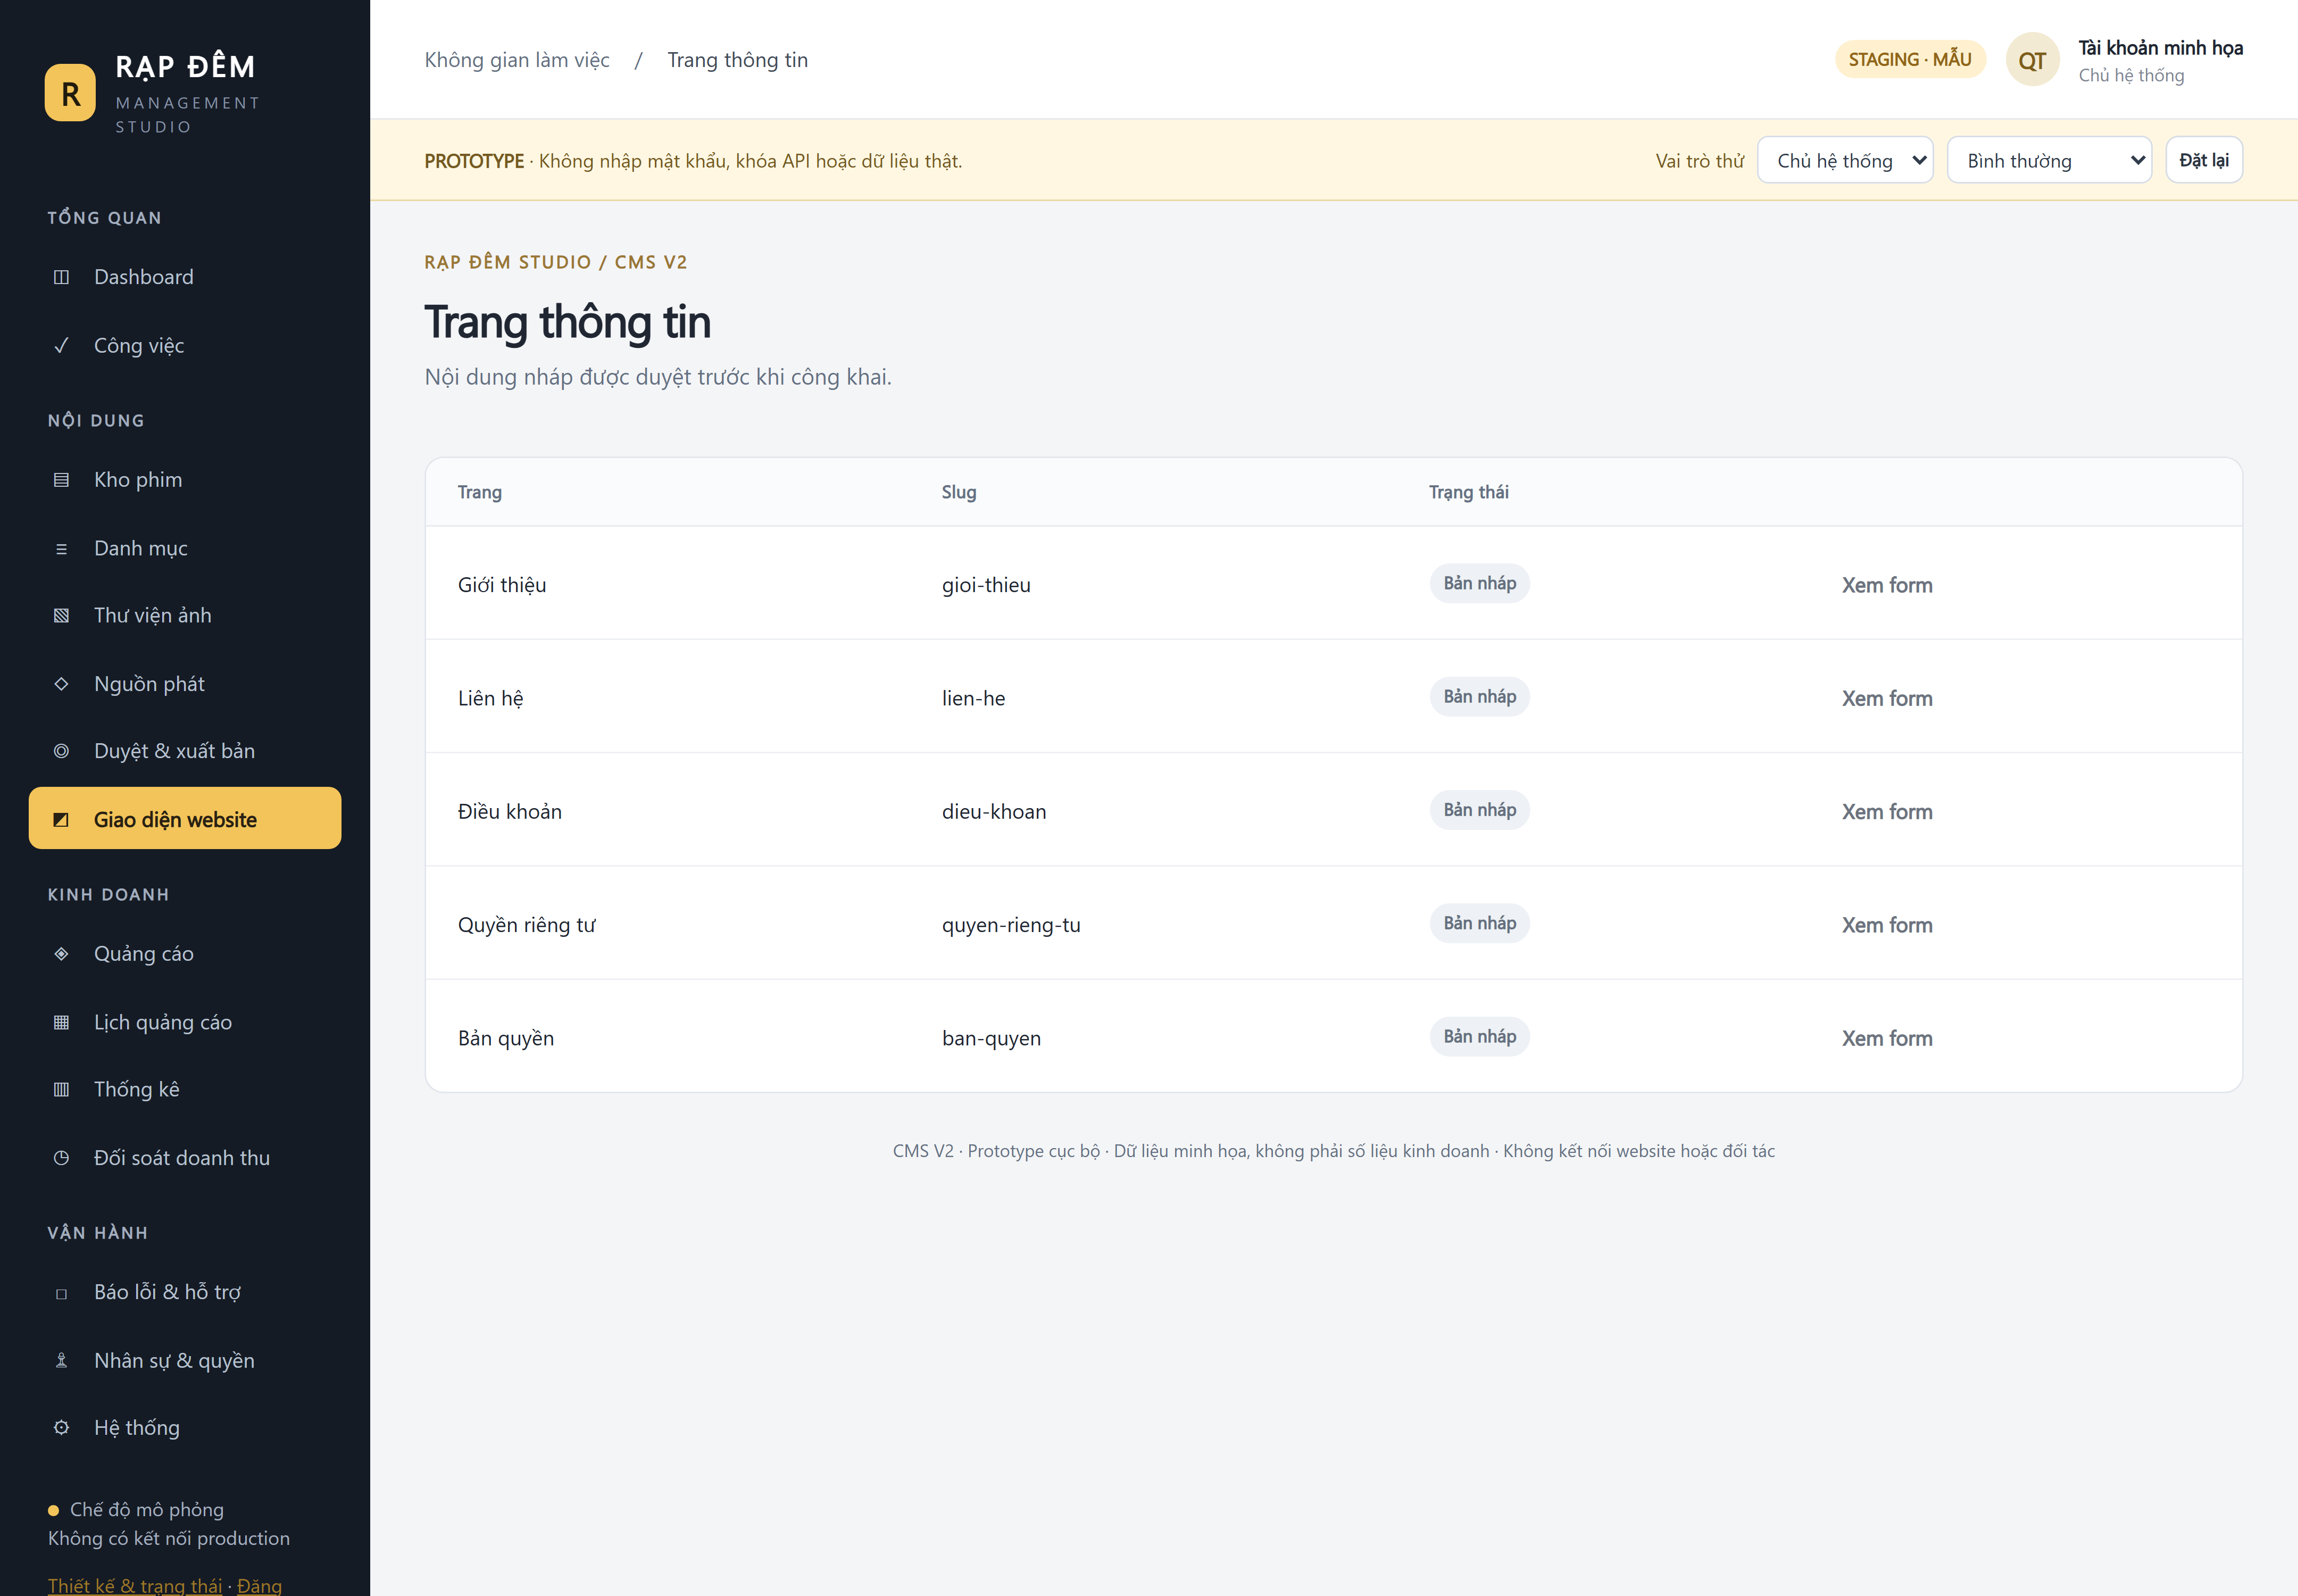 R
RẠP ĐÊM
MANAGEMENT
STUDIO
TỔNG QUAN
Dashboard
Công việc
NỘI DUNG
Kho phim
Danh mục
Thư viện ảnh
Nguồn phát
Duyệt & xuất bản
Giao diện website
KINH DOANH
Quảng cáo
Lịch quảng cáo
Thống kê
Đối soát doanh thu
VẬN HÀNH
Báo lỗi & hỗ trợ
Nhân sự & quyền
Hệ thống
Chế độ mô phỏng
Không có kết nối production
Thiết kế & trạng thái · Đăng
Không gian làm việc / Trang thông tin
STAGING · MẪU
QT
Tài khoản minh họa
Chủ hệ thống
PROTOTYPE · Không nhập mật khẩu, khóa API hoặc dữ liệu thật.
Vai trò thử
Chủ hệ thống
Bình thường
Đặt lại
RẠP ĐÊM STUDIO / CMS V2
Trang thông tin
Nội dung nháp được duyệt trước khi công khai.
Trang Slug Trạng thái
Giới thiệu gioi-thieu Bản nháp Xem form
Liên hệ lien-he Bản nháp Xem form
Điều khoản dieu-khoan Bản nháp Xem form
Quyền riêng tư quyen-rieng-tu Bản nháp Xem form
Bản quyền ban-quyen Bản nháp Xem form
CMS V2 · Prototype cục bộ · Dữ liệu minh họa, không phải số liệu kinh doanh · Không kết nối website hoặc đối tác